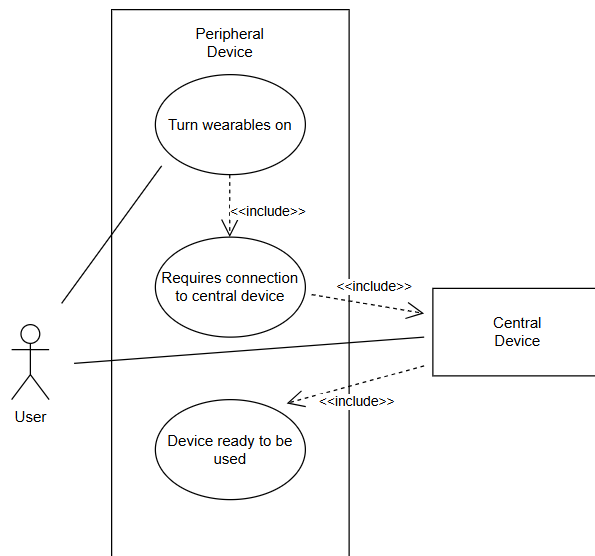 Peripheral
Device
Turn wearables on
<<include>>
Requires connection
to central device
<<include>>
Central
Device
User
<<include>>
Device ready to be
used